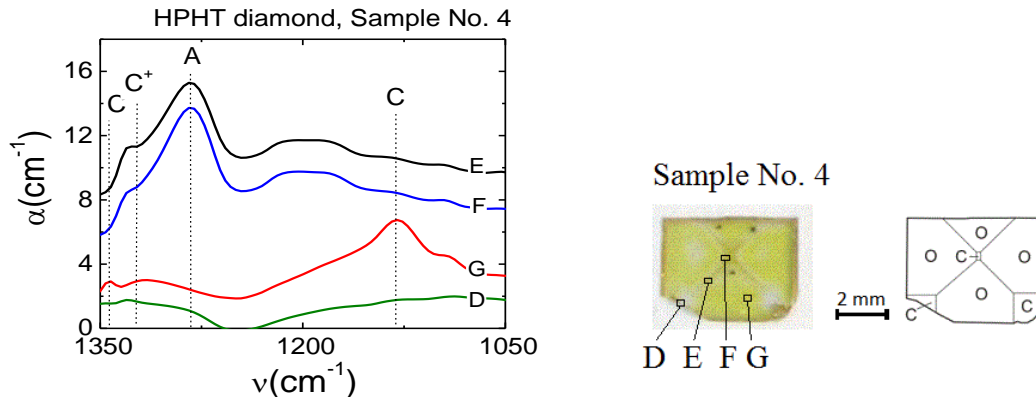 HPHT diamond, Sample No. 4
α(cm⁻¹)
16
12
8
4
0
C
C⁺
A
C
E
F
G
D
1350
1200
1050
ν(cm⁻¹)
Sample No. 4
D E F G
2 mm
O
O C O
O
C C